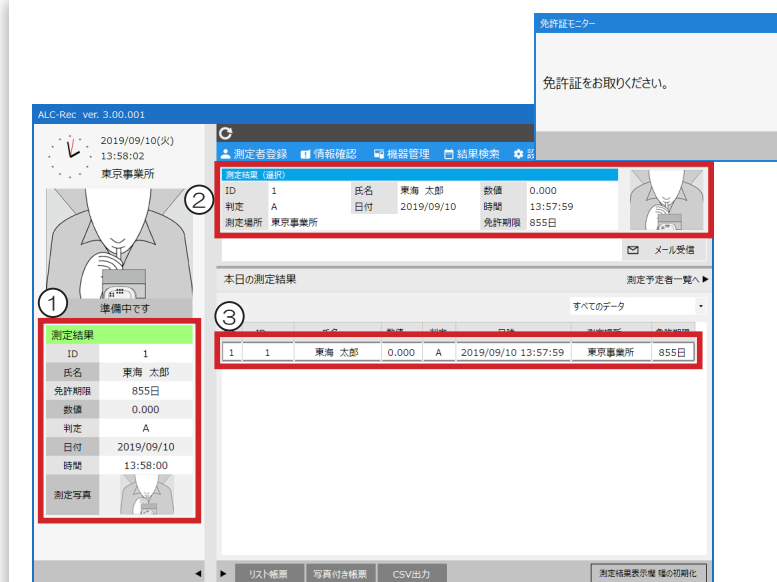 免許証モニター
免許証をお取りください。
ALC-Rec ver. 3.00.001
2019/09/10(火)
13:58:02
東京事業所
測定者登録 情報確認 機器管理 結果検索
測定結果（選択）
②
ID 1 氏名 東海 太郎 数値 0.000
判定 A 日付 2019/09/10 時間 13:57:59
測定場所 東京事業所 免許期限 855日
メール受信
本日の測定結果 測定予定者一覧へ▶
すべてのデータ
①
準備中です
③
測定結果
ID 1
氏名 東海 太郎
免許期限 855日
数値 0.000
判定 A
日付 2019/09/10
時間 13:58:00
測定写真
1 1 東海 太郎 0.000 A 2019/09/10 13:57:59 東京事業所 855日
リスト帳票 写真付き帳票 CSV出力 測定結果表示欄 幅の初期化